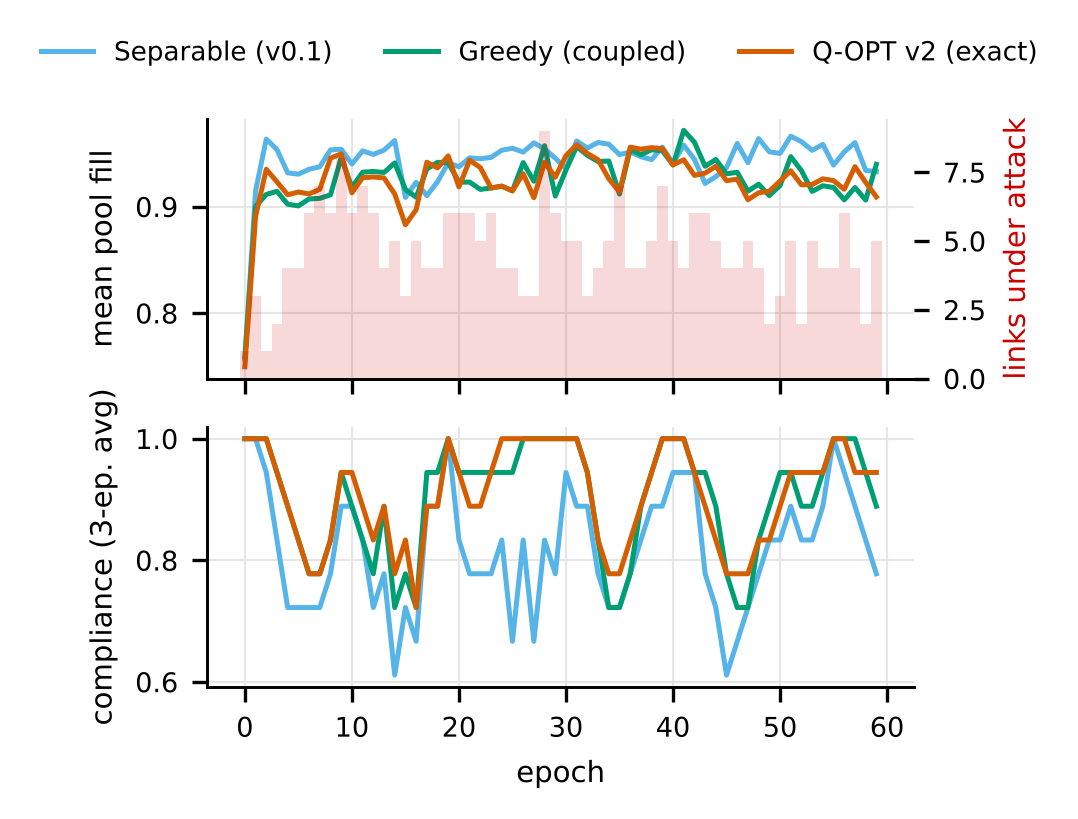 Separable (v0.1) Greedy (coupled) Q-OPT v2 (exact)
mean pool fill
0.9
0.8
7.5
5.0
2.5
0.0
links under attack
compliance (3-ep. avg)
1.0
0.8
0.6
0 10 20 30 40 50 60
epoch